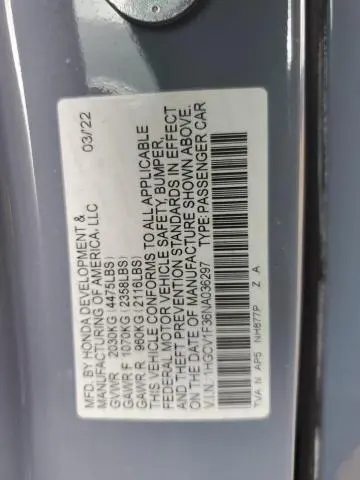 MFD. BY HONDA DEVELOPMENT & 03/22
MANUFACTURING OF AMERICA, LLC
GVWR 2030KG (4475LBS)
GAWR F 1070KG (2358LBS)
GAWR R 960KG (2116LBS)
THIS VEHICLE CONFORMS TO ALL APPLICABLE
FEDERAL MOTOR VEHICLE SAFETY, BUMPER,
AND THEFT PREVENTION STANDARDS IN EFFECT
ON THE DATE OF MANUFACTURE SHOWN ABOVE.
V.I.N: 1HGCV1F36NA036297 TYPE: PASSENGER CAR
TVA N AP5 NH877P Z A